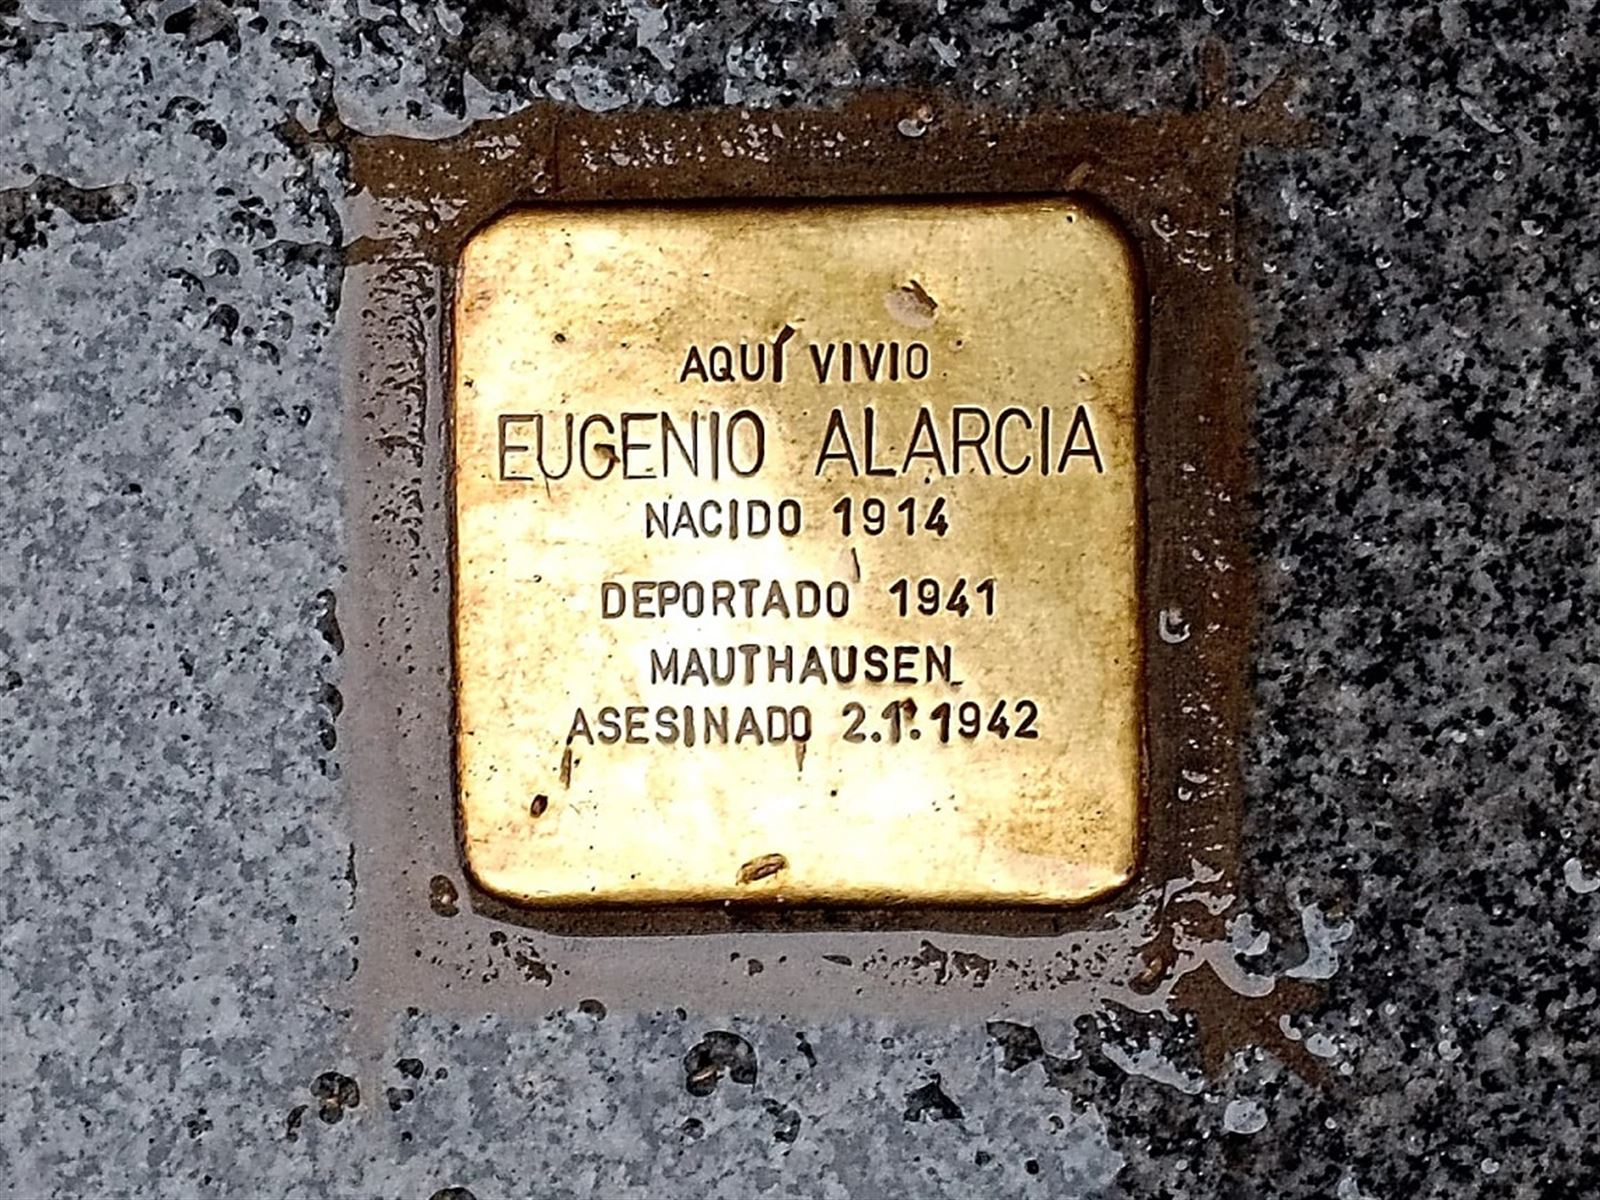 AQUÍ VIVIO
EUGENIO ALARCIA
NACIDO 1914
DEPORTADO 1941
MAUTHAUSEN
ASESINADO 2.1.1942